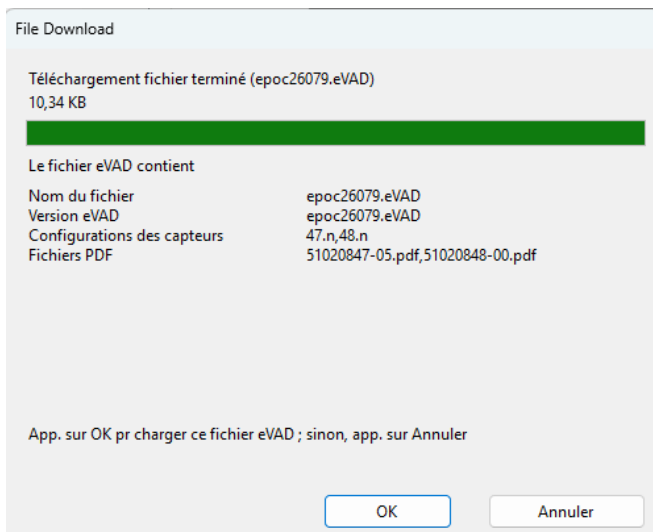 File Download
Téléchargement fichier terminé (epoc26079.eVAD)
10,34 KB
Le fichier eVAD contient
Nom du fichier epoc26079.eVAD
Version eVAD epoc26079.eVAD
Configurations des capteurs 47.n,48.n
Fichiers PDF 51020847-05.pdf,51020848-00.pdf
App. sur OK pr charger ce fichier eVAD ; sinon, app. sur Annuler
OK Annuler